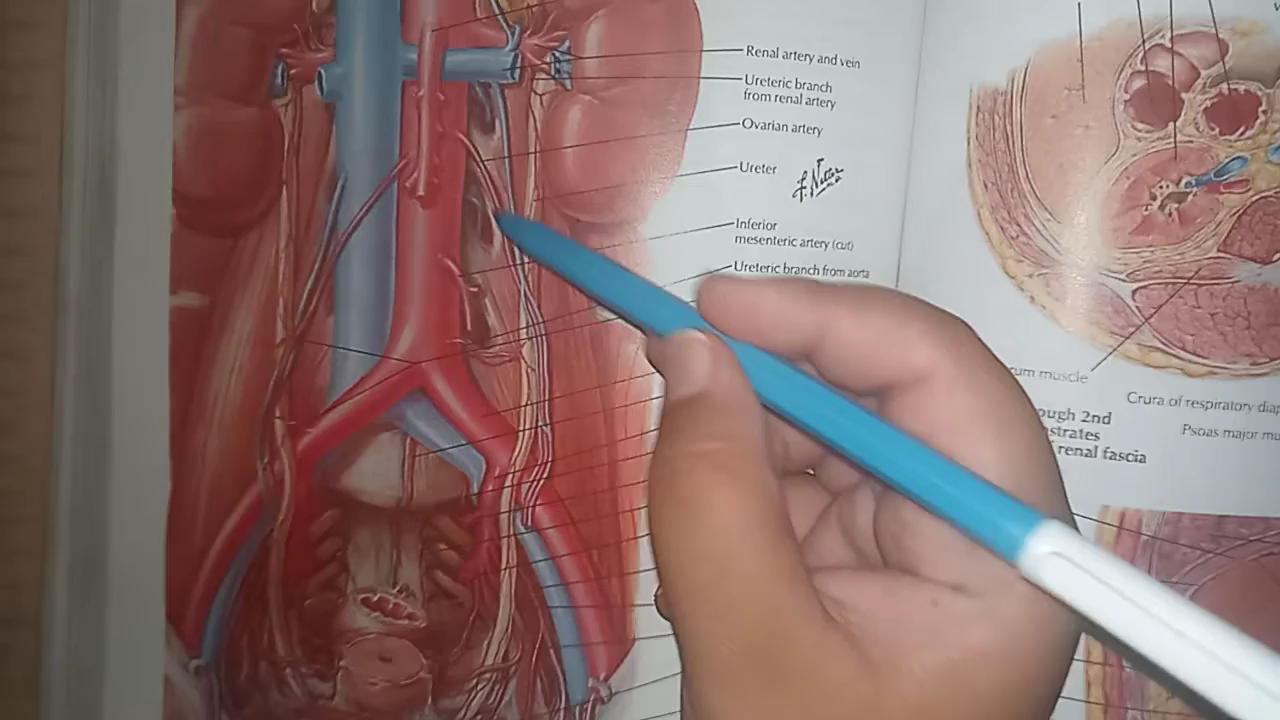 Renal artery and vein
Ureteric branch
from renal artery
Ovarian artery
Ureter
Inferior
mesenteric artery (cut)
Ureteric branch from aorta
rum muscle
Crura of respiratory diap
Psoas major mu
ough 2nd
strates
renal fascia